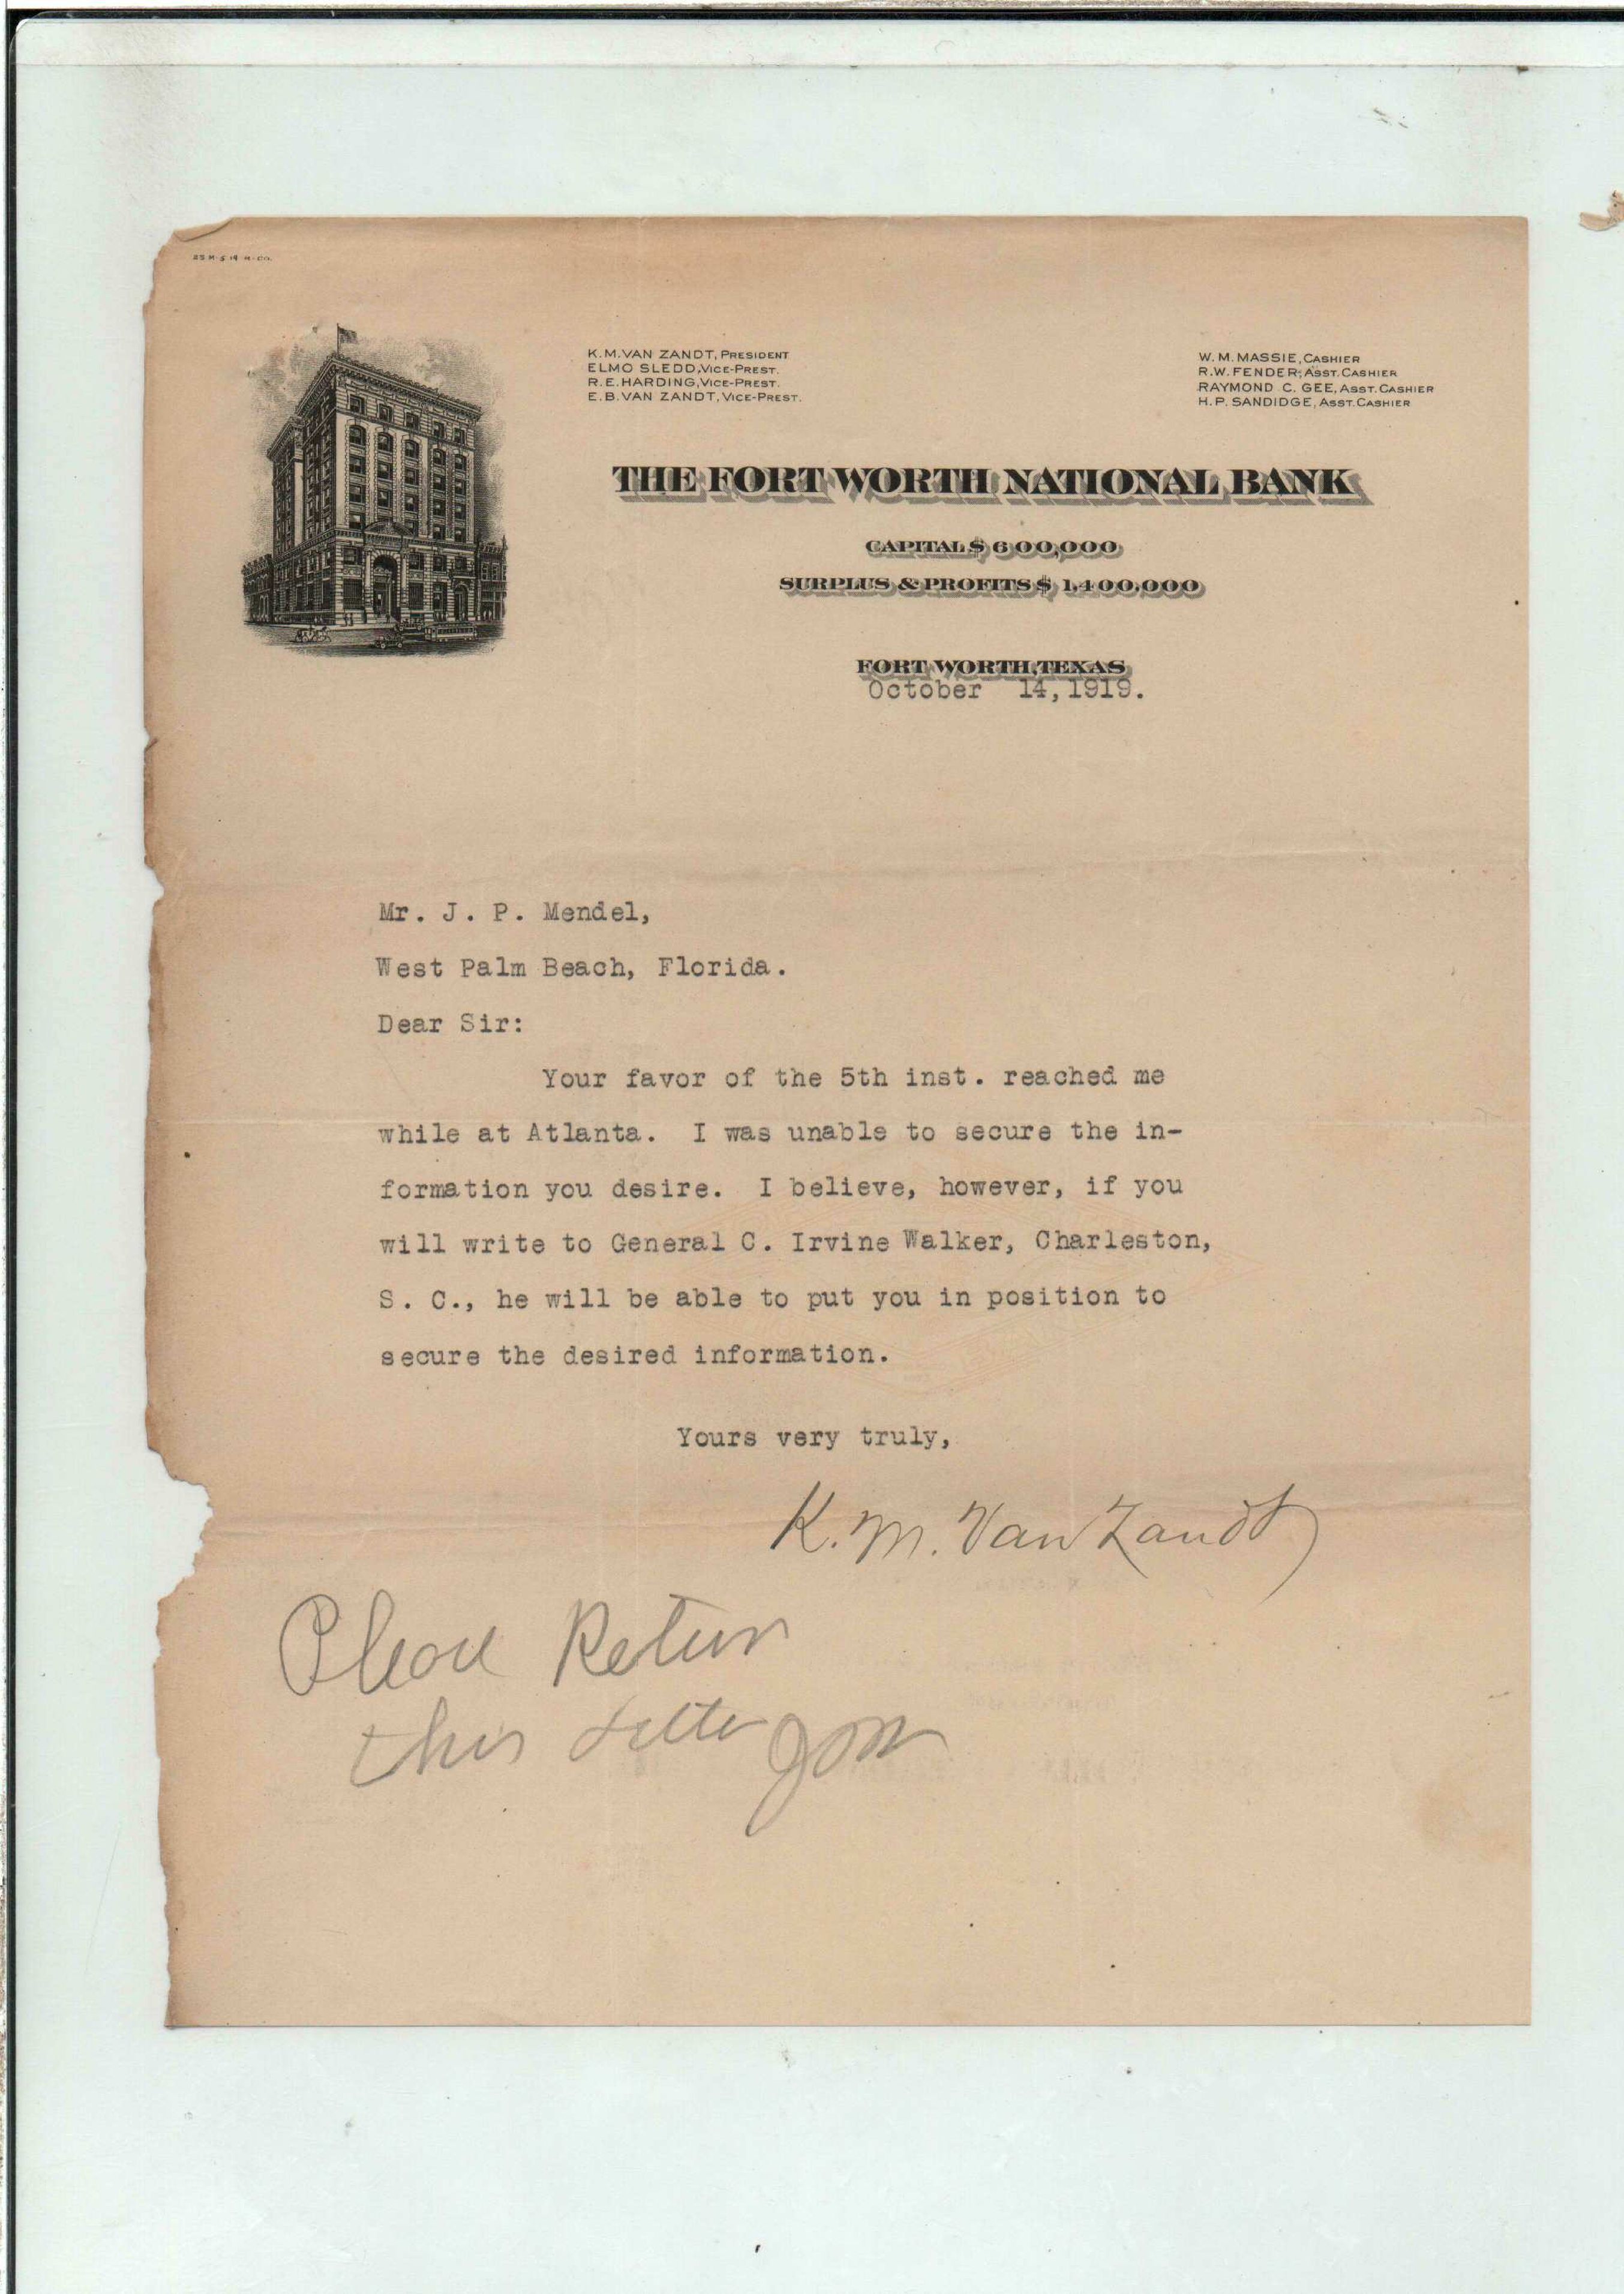 K. M. VAN ZANDT, PRESIDENT
ELMO SLEDD, VICE-PREST.
R. E. HARDING, VICE-PREST.
E. B. VAN ZANDT, VICE-PREST.
W. M. MASSIE, CASHIER
R. W. FENDER, ASST. CASHIER
RAYMOND C. GEE, ASST. CASHIER
H. P. SANDIDGE, ASST. CASHIER
THE FORT WORTH NATIONAL BANK
CAPITAL $ 600,000
SURPLUS & PROFITS $ 1,400,000
FORT WORTH, TEXAS
October 14, 1919.
Mr. J. P. Mendel,
West Palm Beach, Florida.
Dear Sir:
Your favor of the 5th inst. reached me
while at Atlanta. I was unable to secure the in-
formation you desire. I believe, however, if you
will write to General C. Irvine Walker, Charleston,
S. C., he will be able to put you in position to
secure the desired information.
Yours very truly,
K. M. Van Zandt
Please Return
this Letter